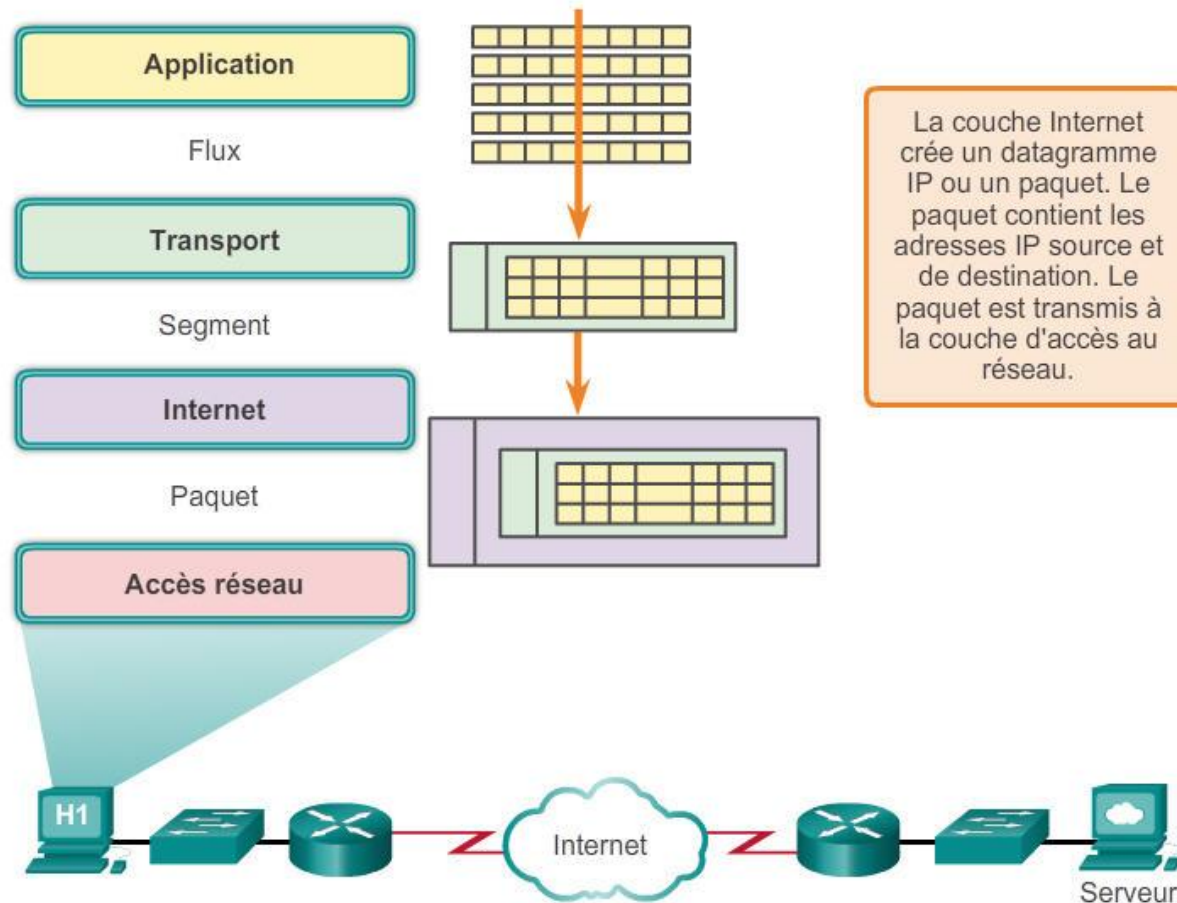 Application
Flux
Transport
Segment
Internet
Paquet
Accès réseau
La couche Internet
crée un datagramme
IP ou un paquet. Le
paquet contient les
adresses IP source et
de destination. Le
paquet est transmis à
la couche d'accès au
réseau.
H1
Internet
Serveur